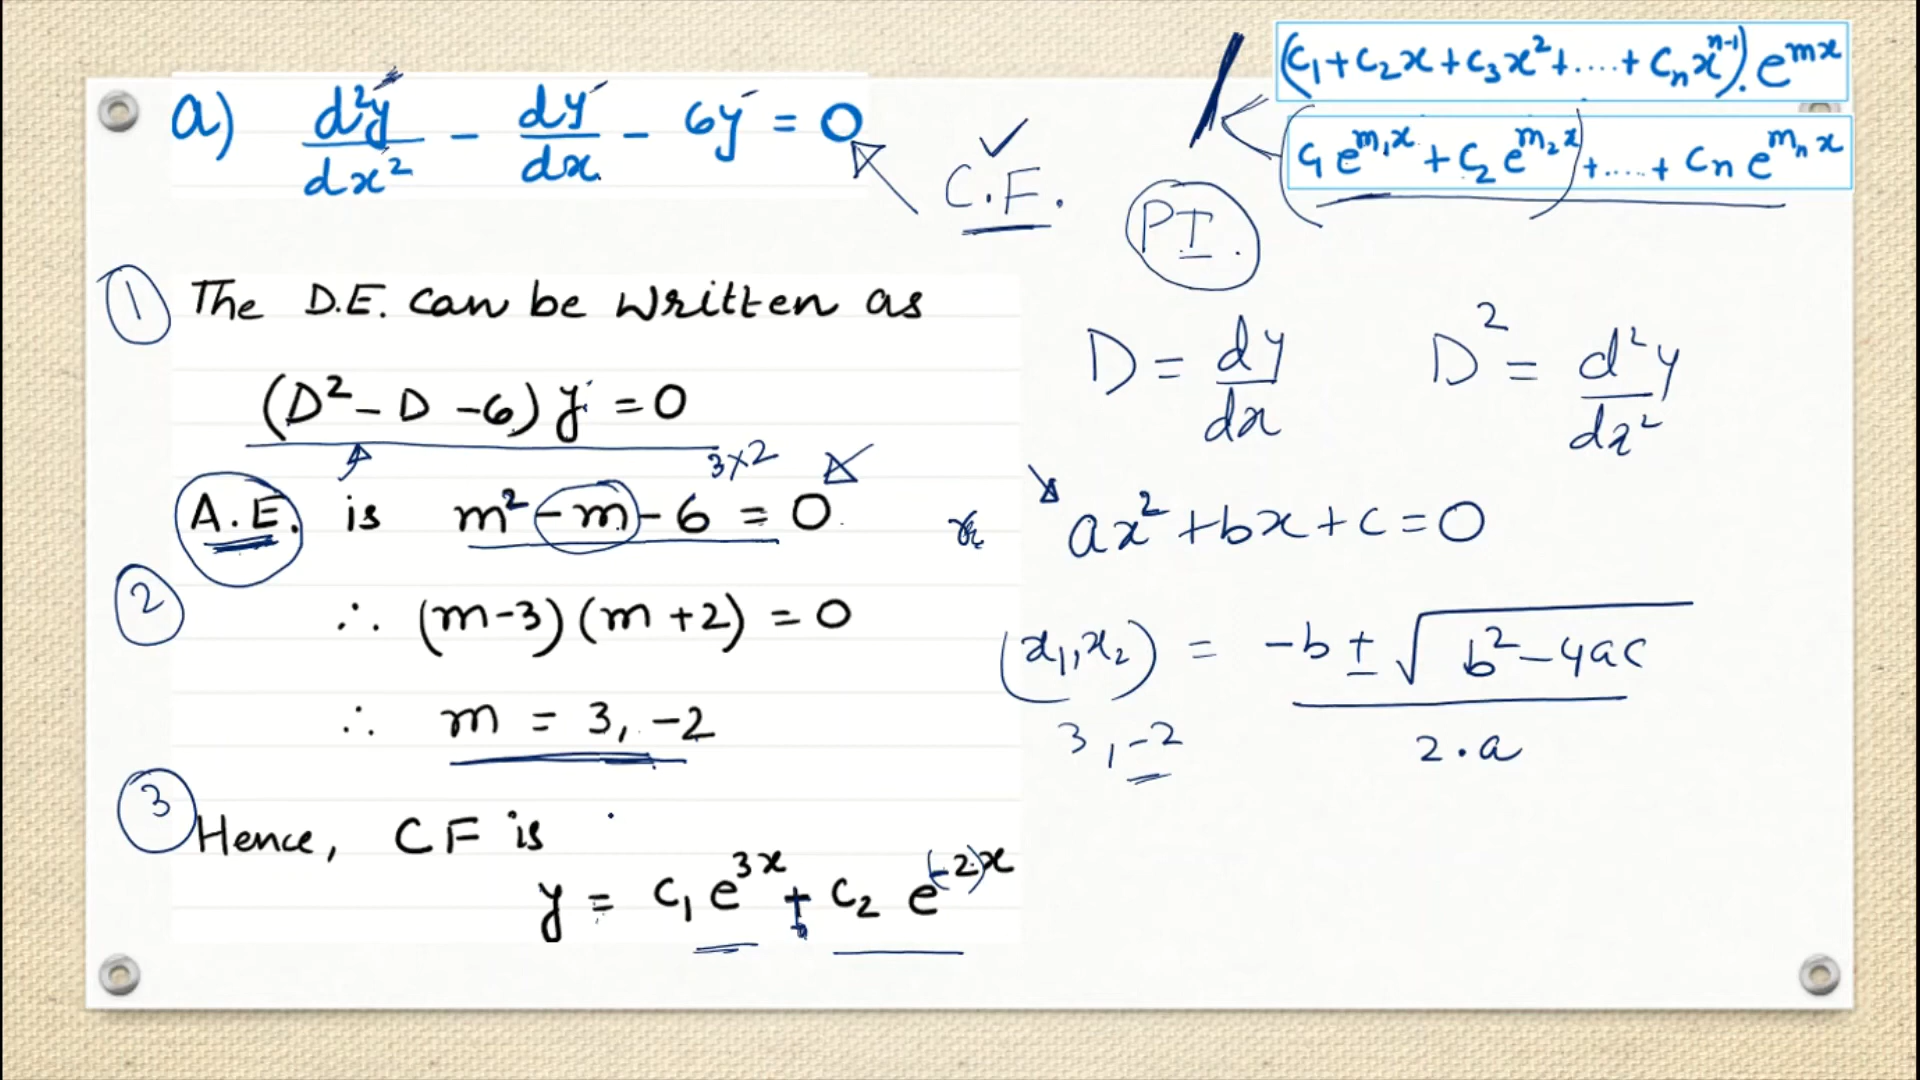 a) d²y/dx² - dy/dx - 6y = 0
(c₁+c₂x+c₃x²+....+cₙxⁿ⁻¹).eᵐˣ
c₁e^{m₁x} + c₂e^{m₂x} +....+ cₙe^{mₙx}
C.F.
PI.
① The D.E. can be written as
(D² - D - 6) y = 0
3×2
A.E. is m² - m - 6 = 0
② ∴ (m-3)(m+2) = 0
∴ m = 3, -2
③ Hence, CF is
y = c₁e^{3x} + c₂ e^{(-2)x}
D = dy/dx D² = d²y/dx²
ax² + bx + c = 0
(x₁, x₂) = -b ± √b² - 4ac / 2.a
3, -2